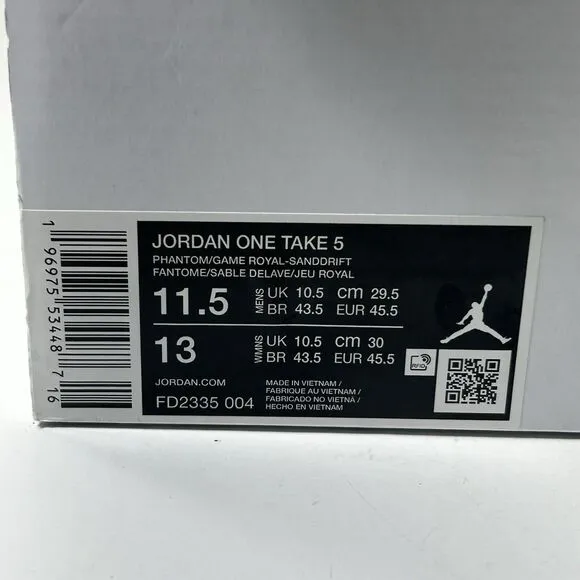 JORDAN ONE TAKE 5
PHANTOM/GAME ROYAL-SANDDRIFT
FANTOME/SABLE DELAVE/JEU ROYAL
11.5 MENS UK 10.5 cm 29.5
BR 43.5 EUR 45.5
13 WMNS UK 10.5 cm 30
BR 43.5 EUR 45.5
RFID
JORDAN.COM
FD2335 004
MADE IN VIETNAM /
FABRIQUE AU VIETNAM /
FABRICADO NO VIETNÃ /
HECHO EN VIETNAM
1 96975 53448 7 16